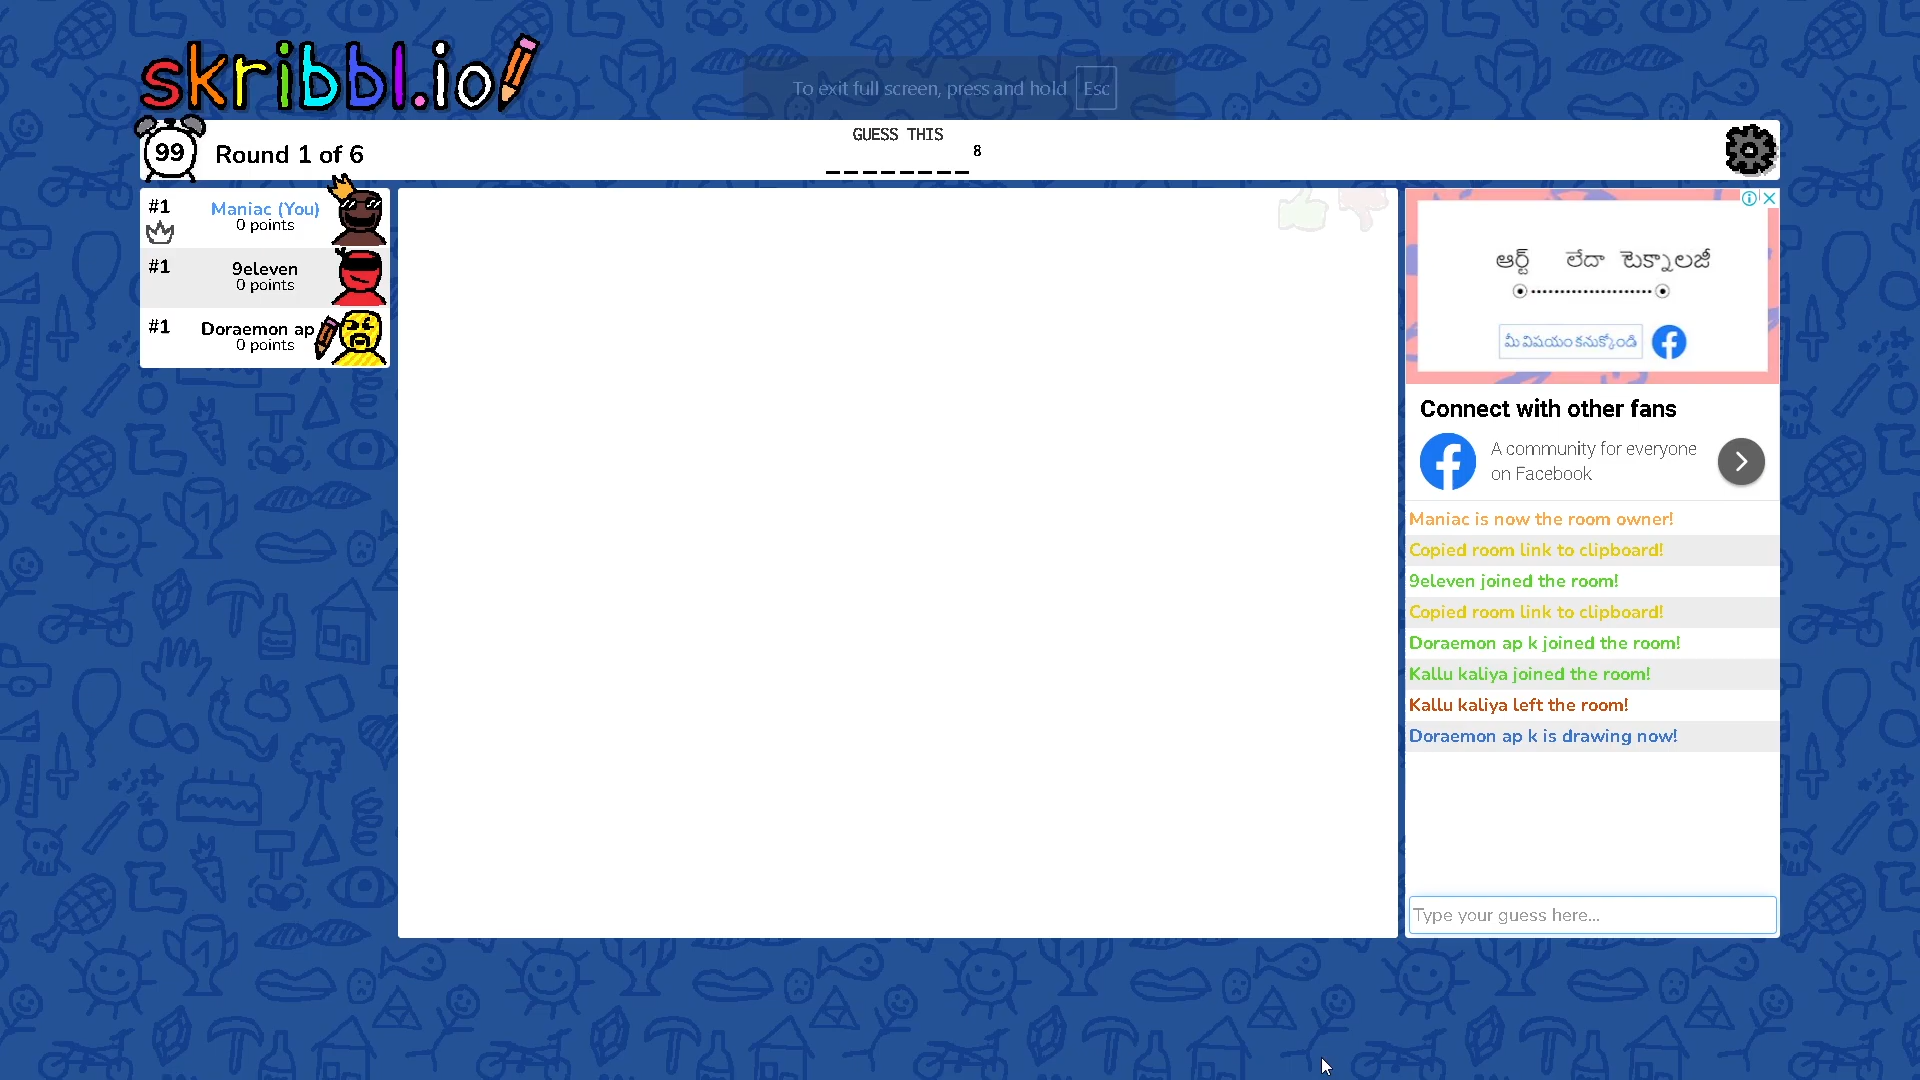 skribbl.io
To exit full screen, press and hold Esc
99
Round 1 of 6
GUESS THIS
________ 8
#1
Maniac (You)
0 points
#1
9eleven
0 points
#1
Doraemon ap
0 points
ఆర్ట్ లేదా టెక్నాలజీ
మీ విషయం కనుక్కోండి
Connect with other fans
A community for everyone
on Facebook
Maniac is now the room owner!
Copied room link to clipboard!
9eleven joined the room!
Copied room link to clipboard!
Doraemon ap k joined the room!
Kallu kaliya joined the room!
Kallu kaliya left the room!
Doraemon ap k is drawing now!
Type your guess here...